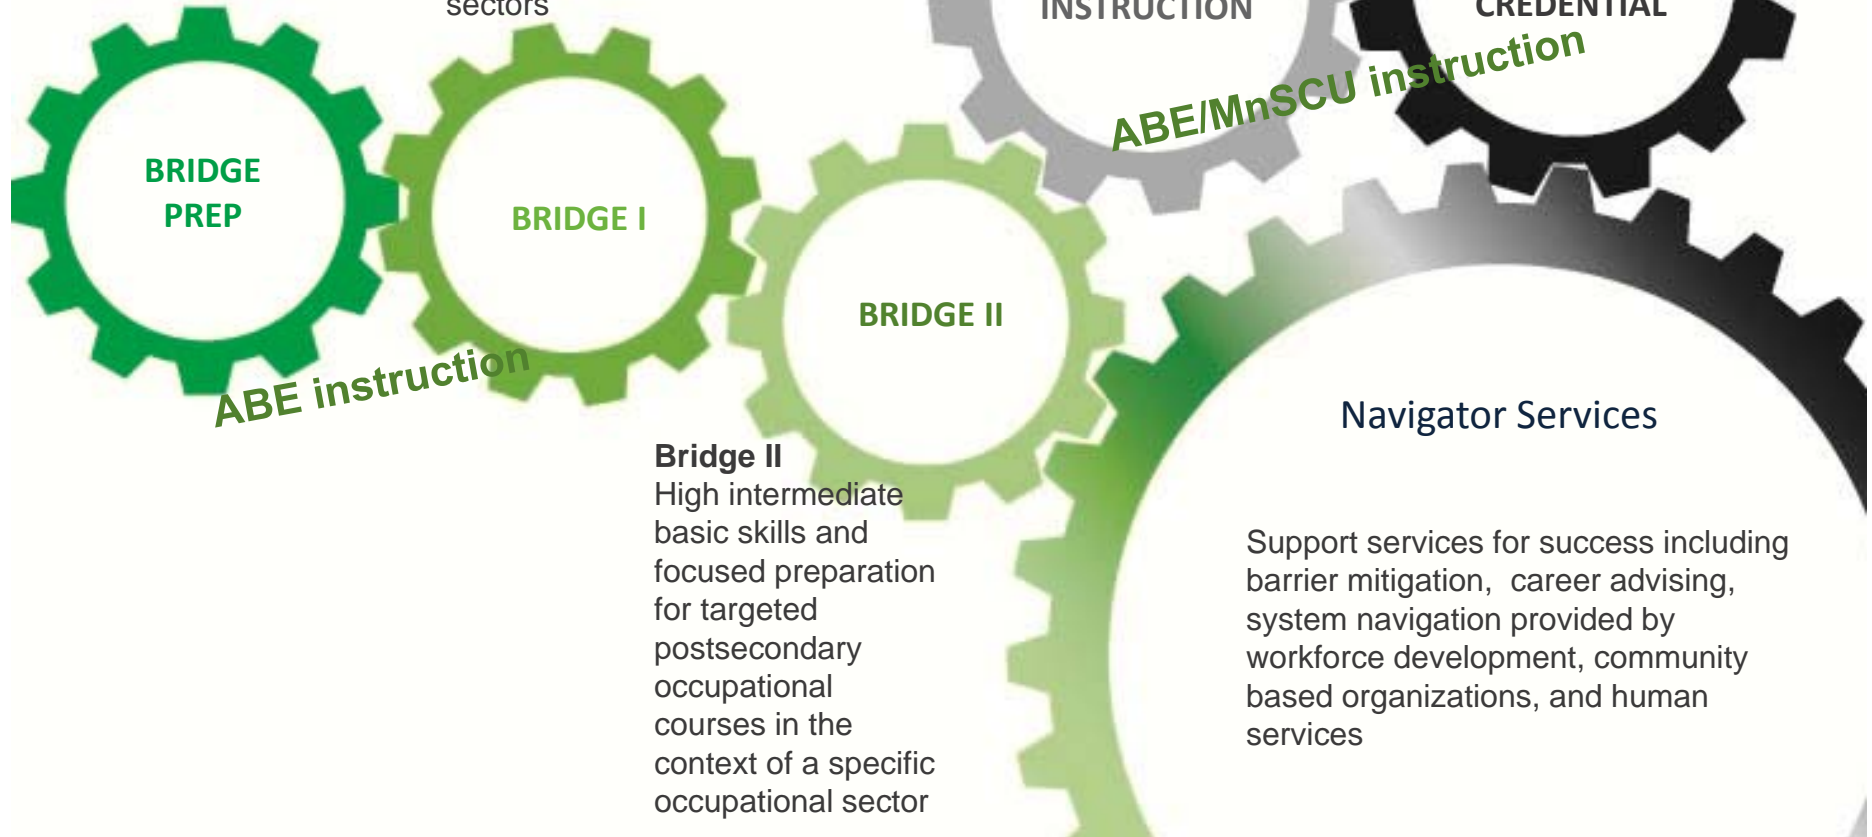 sectors
INSTRUCTION
CREDENTIAL
ABE/MnSCU instruction
BRIDGE
PREP
BRIDGE I
BRIDGE II
ABE instruction
Navigator Services
Bridge II
High intermediate
basic skills and
focused preparation
for targeted
postsecondary
occupational
courses in the
context of a specific
occupational sector
Support services for success including
barrier mitigation,  career advising,
system navigation provided by
workforce development, community
based organizations, and human
services